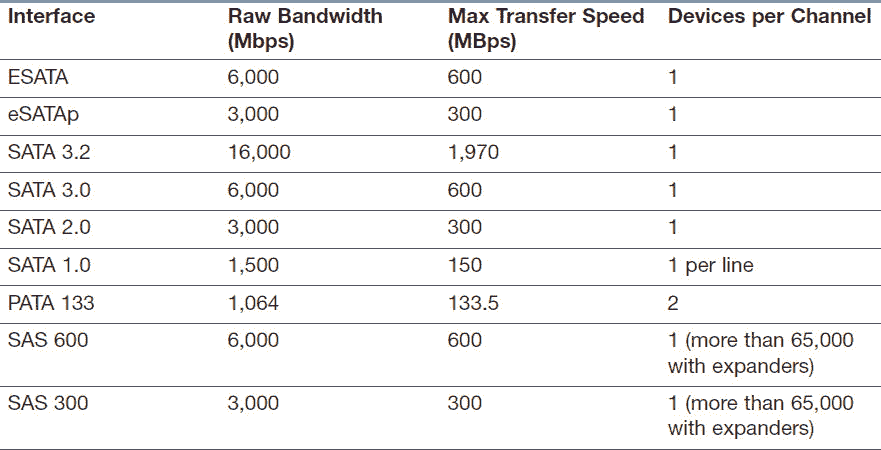 Interface Raw Bandwidth (Mbps) Max Transfer Speed (MBps) Devices per Channel
ESATA 6,000 600 1
eSATAp 3,000 300 1
SATA 3.2 16,000 1,970 1
SATA 3.0 6,000 600 1
SATA 2.0 3,000 300 1
SATA 1.0 1,500 150 1 per line
PATA 133 1,064 133.5 2
SAS 600 6,000 600 1 (more than 65,000
with expanders)
SAS 300 3,000 300 1 (more than 65,000
with expanders)